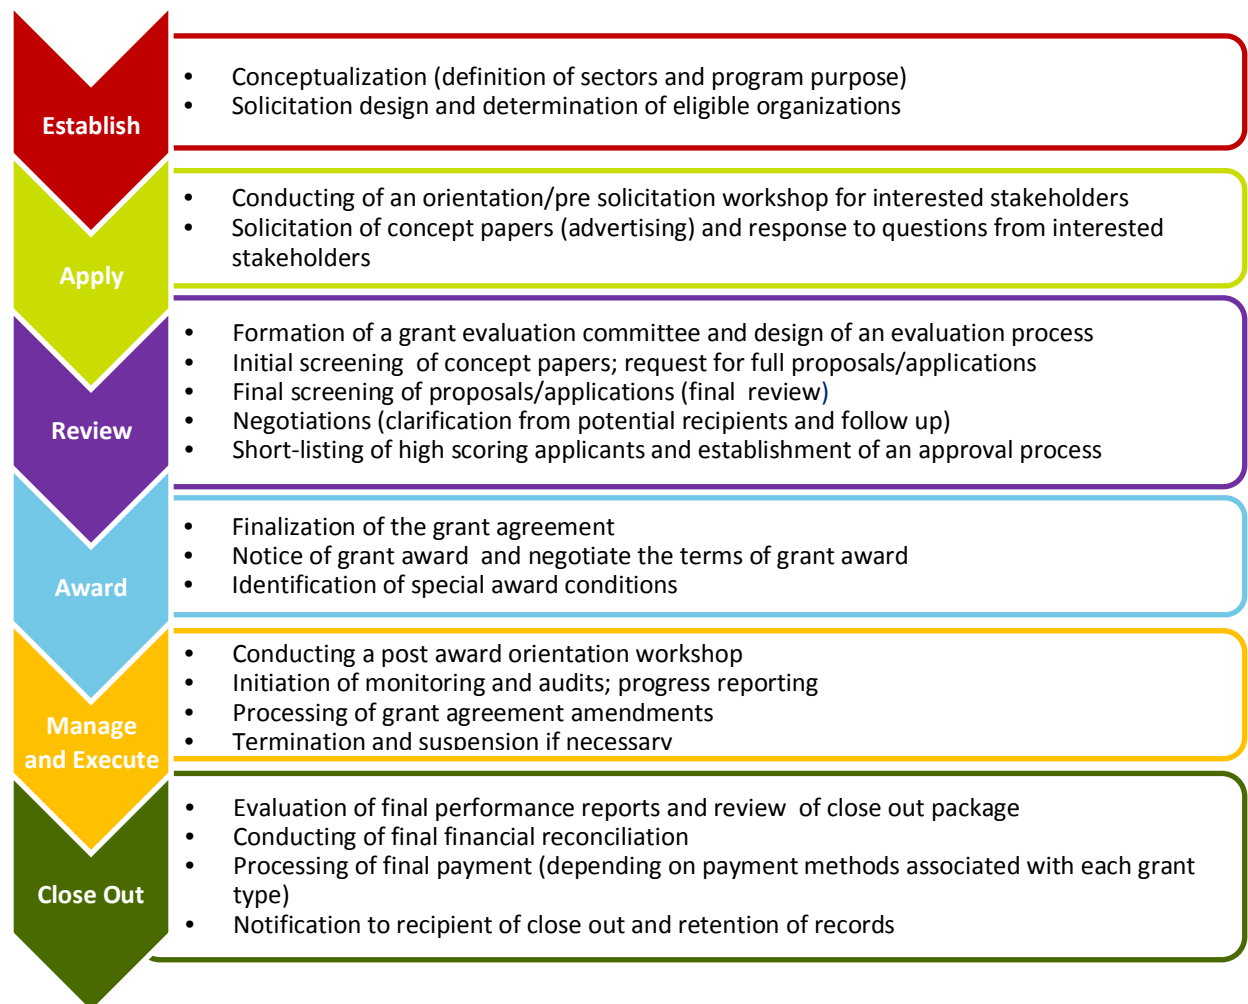 Establish
• Conceptualization (definition of sectors and program purpose)
• Solicitation design and determination of eligible organizations
Apply
• Conducting of an orientation/pre solicitation workshop for interested stakeholders
• Solicitation of concept papers (advertising) and response to questions from interested
stakeholders
Review
• Formation of a grant evaluation committee and design of an evaluation process
• Initial screening of concept papers; request for full proposals/applications
• Final screening of proposals/applications (final review)
• Negotiations (clarification from potential recipients and follow up)
• Short-listing of high scoring applicants and establishment of an approval process
Award
• Finalization of the grant agreement
• Notice of grant award and negotiate the terms of grant award
• Identification of special award conditions
Manage
and Execute
• Conducting a post award orientation workshop
• Initiation of monitoring and audits; progress reporting
• Processing of grant agreement amendments
• Termination and suspension if necessary
Close Out
• Evaluation of final performance reports and review of close out package
• Conducting of final financial reconciliation
• Processing of final payment (depending on payment methods associated with each grant
type)
• Notification to recipient of close out and retention of records